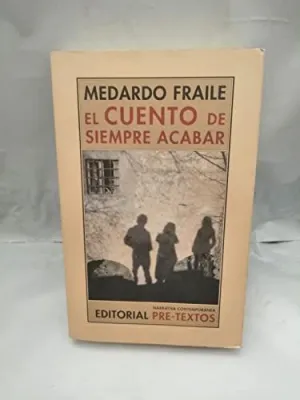 MEDARDO FRAILE
EL CUENTO DE
SIEMPRE ACABAR
NARRATIVA CONTEMPORÁNEA
EDITORIAL PRE-TEXTOS